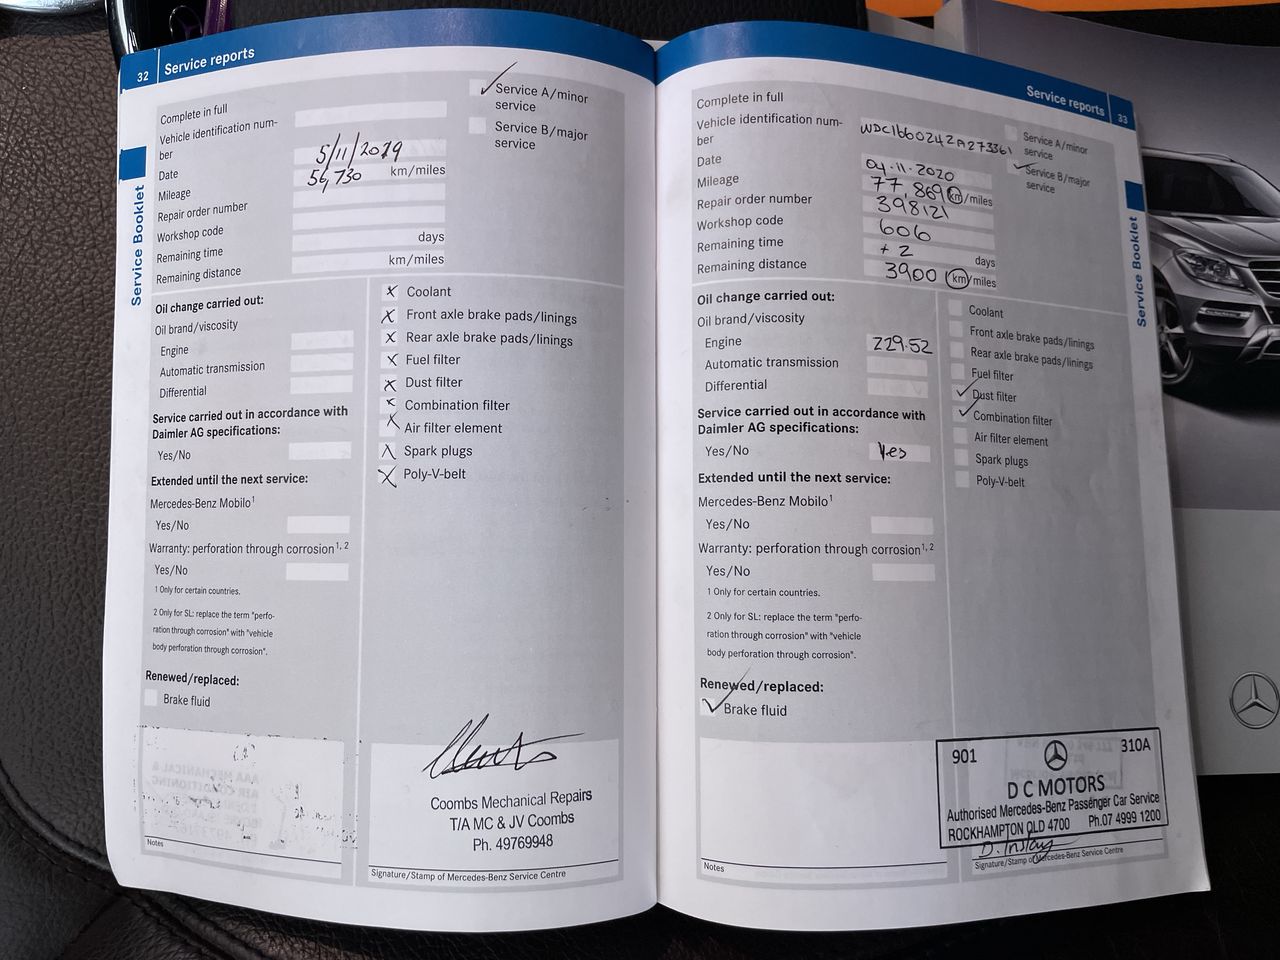 32 Service reports
Complete in full
Vehicle identification num-
ber
Date 5/11/2019
Mileage 56,730 km/miles
Repair order number
Workshop code
Remaining time days
Remaining distance km/miles
✓ Service A/minor
service
Service B/major
service
Service Booklet
Oil change carried out:
Oil brand/viscosity
Engine
Automatic transmission
Differential
Service carried out in accordance with
Daimler AG specifications:
Yes/No
Extended until the next service:
Mercedes-Benz Mobilo1
Yes/No
Warranty: perforation through corrosion1, 2
Yes/No
1 Only for certain countries.
2 Only for SL: replace the term "perfo-
ration through corrosion" with "vehicle
body perforation through corrosion".
Renewed/replaced:
Brake fluid
X Coolant
X Front axle brake pads/linings
X Rear axle brake pads/linings
X Fuel filter
X Dust filter
X Combination filter
X Air filter element
X Spark plugs
X Poly-V-belt
Coombs Mechanical Repairs
T/A MC & JV Coombs
Ph. 49769948
Notes
Signature/Stamp of Mercedes-Benz Service Centre
Service reports 33
Complete in full
Vehicle identification num-
ber WDC1660242A273361
Date 04.11.2020
Mileage 77,869 km/miles
Repair order number 398121
Workshop code 606
Remaining time + 2 days
Remaining distance 3900 km/miles
Service A/minor
service
✓ Service B/major
service
Service Booklet
Oil change carried out:
Oil brand/viscosity
Engine 229.52
Automatic transmission
Differential
Service carried out in accordance with
Daimler AG specifications:
Yes/No Yes
Extended until the next service:
Mercedes-Benz Mobilo1
Yes/No
Warranty: perforation through corrosion1, 2
Yes/No
1 Only for certain countries.
2 Only for SL: replace the term "perfo-
ration through corrosion" with "vehicle
body perforation through corrosion".
Renewed/replaced:
✓ Brake fluid
Coolant
Front axle brake pads/linings
Rear axle brake pads/linings
Fuel filter
✓ Dust filter
✓ Combination filter
Air filter element
Spark plugs
Poly-V-belt
901 310A
D C MOTORS
Authorised Mercedes-Benz Passenger Car Service
ROCKHAMPTON QLD 4700 Ph.07 4999 1200
Notes
Signature/Stamp of Mercedes-Benz Service Centre